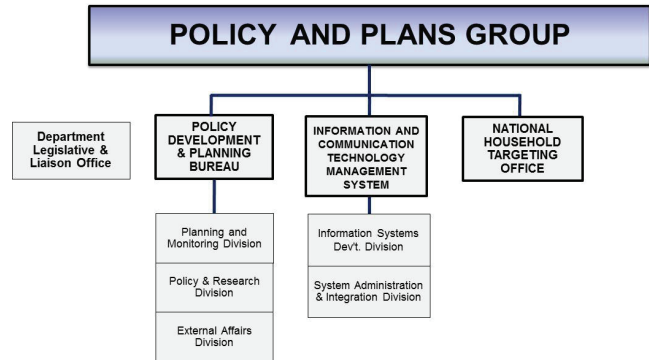 POLICY AND PLANS GROUP
Department
Legislative &
Liaison Office
POLICY
DEVELOPMENT
& PLANNING
BUREAU
INFORMATION AND
COMMUNICATION
TECHNOLOGY
MANAGEMENT
SYSTEM
NATIONAL
HOUSEHOLD
TARGETING
OFFICE
Planning and
Monitoring Division
Policy & Research
Division
External Affairs
Division
Information Systems
Dev't. Division
System Administration
& Integration Division